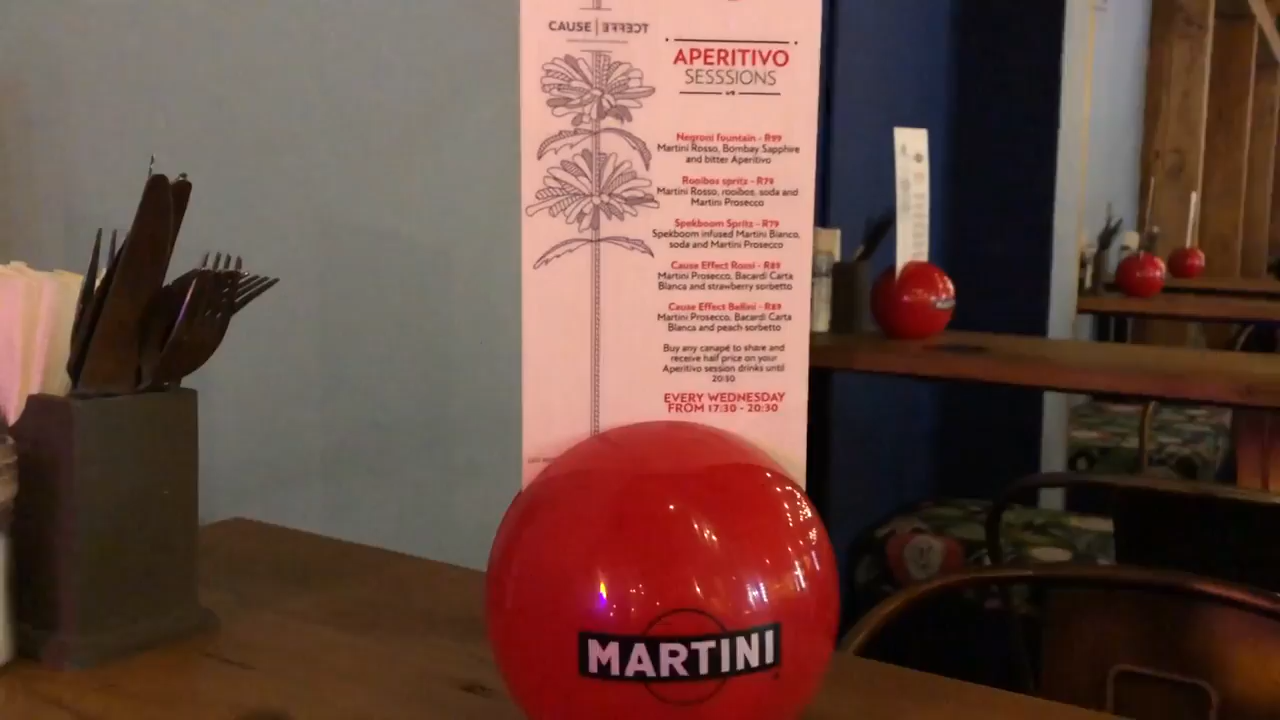 CAUSE | EFFECT
APERITIVO
SESSSIONS
Negroni fountain - R99
Martini Rosso, Bombay Sapphire
and bitter Aperitivo
Rooibos spritz - R79
Martini Rosso, rooibos, soda and
Martini Prosecco
Spekboom Spritz - R79
Spekboom infused Martini Bianco,
soda and Martini Prosecco
Cause Effect Rossi - R89
Martini Prosecco, Bacardi Carta
Blanca and strawberry sorbetto
Cause Effect Bellini - R89
Martini Prosecco, Bacardi Carta
Blanca and peach sorbetto
Buy any canapé to share and
receive half price on your
Aperitivo session drinks until
20:30
EVERY WEDNESDAY
FROM 17:30 - 20:30
MARTINI